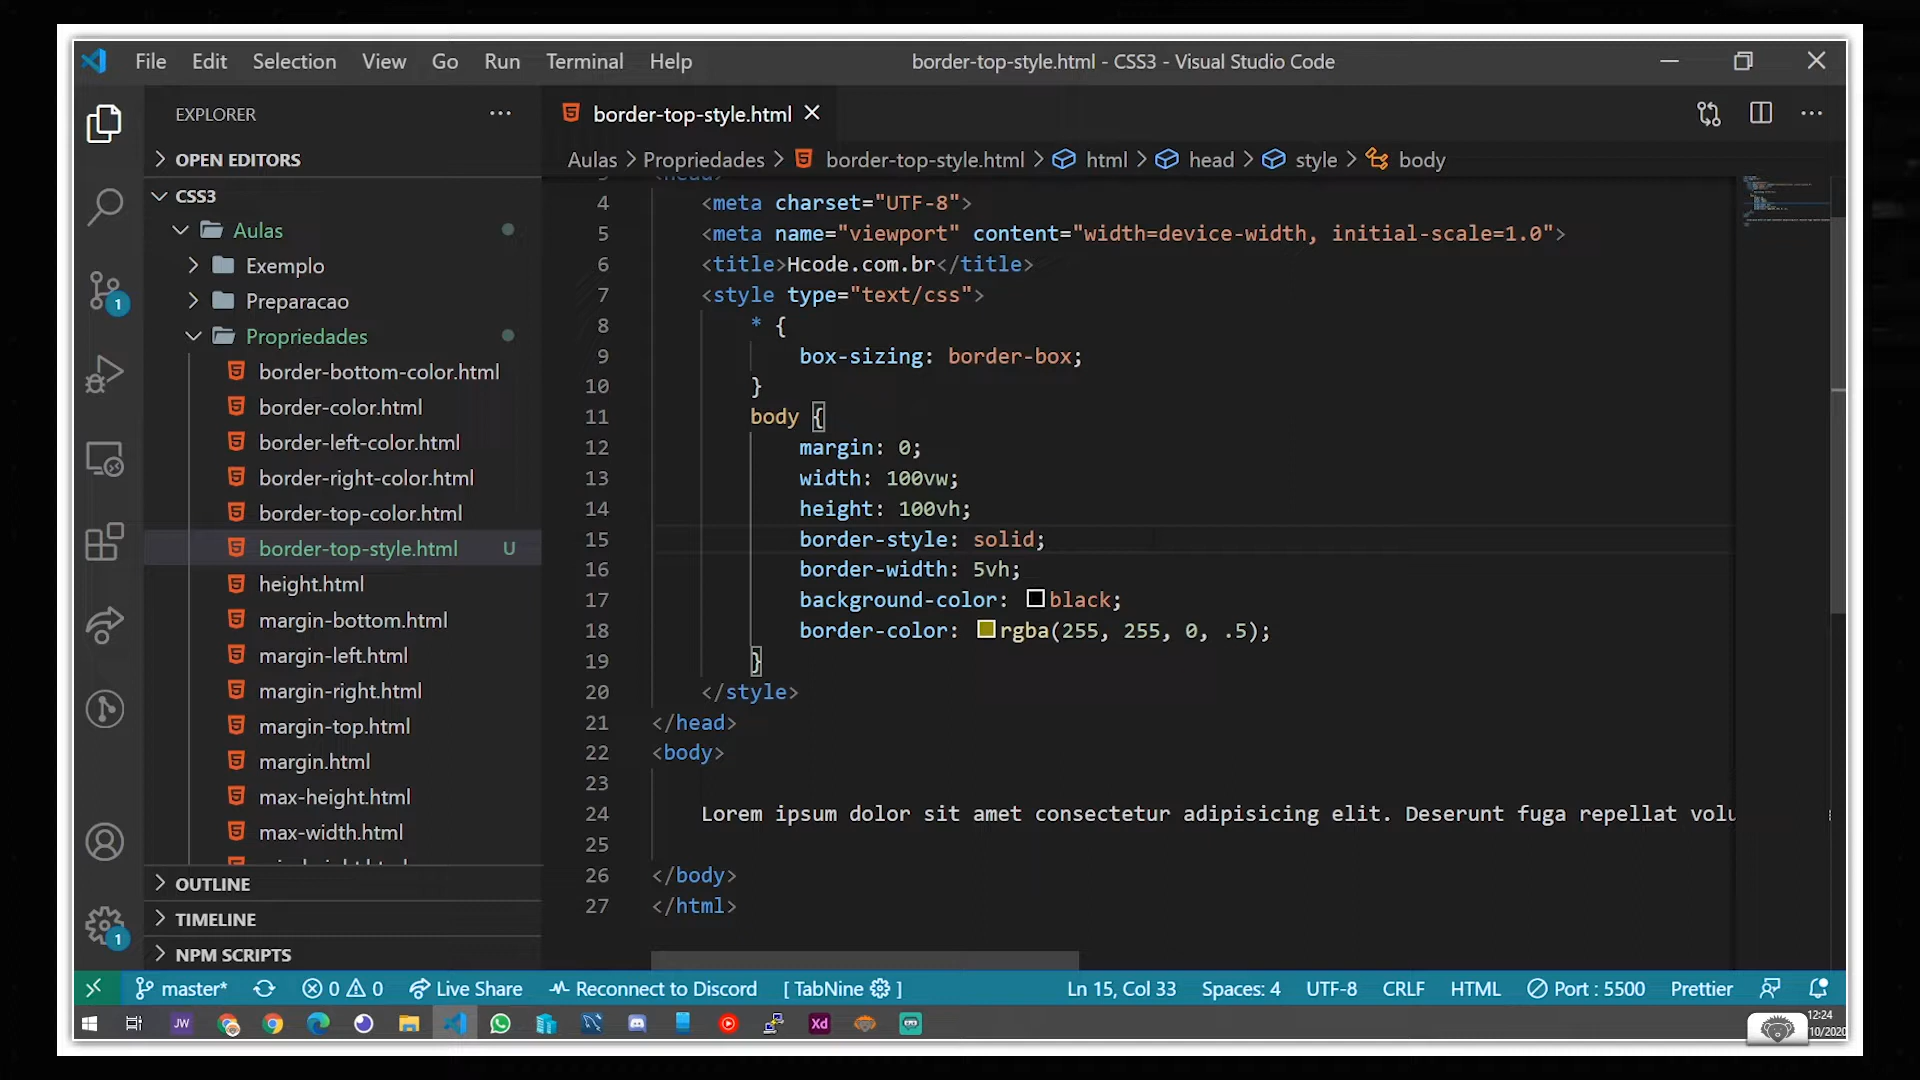 File Edit Selection View Go Run Terminal Help
border-top-style.html - CSS3 - Visual Studio Code
EXPLORER
OPEN EDITORS
CSS3
Aulas
Exemplo
Preparacao
Propriedades
border-bottom-color.html
border-color.html
border-left-color.html
border-right-color.html
border-top-color.html
border-top-style.html U
height.html
margin-bottom.html
margin-left.html
margin-right.html
margin-top.html
margin.html
max-height.html
max-width.html
OUTLINE
TIMELINE
NPM SCRIPTS
1
1
border-top-style.html
Aulas > Propriedades > border-top-style.html > html > head > style > body
3 <head>
4 <meta charset="UTF-8">
5 <meta name="viewport" content="width=device-width, initial-scale=1.0">
6 <title>Hcode.com.br</title>
7 <style type="text/css">
8 * {
9 box-sizing: border-box;
10 }
11 body {
12 margin: 0;
13 width: 100vw;
14 height: 100vh;
15 border-style: solid;
16 border-width: 5vh;
17 background-color: black;
18 border-color: rgba(255, 255, 0, .5);
19 }
20 </style>
21 </head>
22 <body>
23
24 Lorem ipsum dolor sit amet consectetur adipisicing elit. Deserunt fuga repellat volu
25
26 </body>
27 </html>
master* 0 0 Live Share Reconnect to Discord [ TabNine ] Ln 15, Col 33 Spaces: 4 UTF-8 CRLF HTML Port : 5500 Prettier
JW Xd 12:24
/10/2020